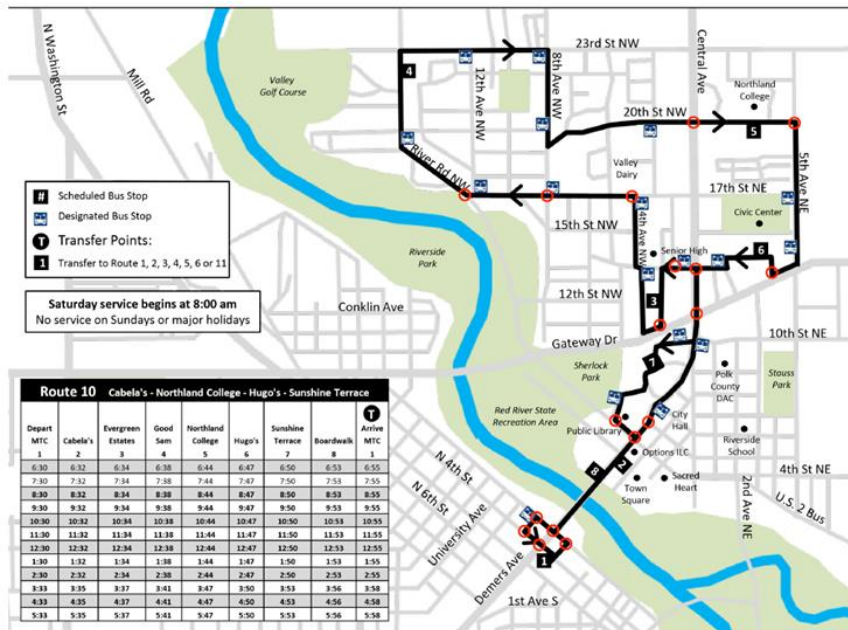 23rd St NW
N Washington St
Mill Rd
Valley
Golf Course
4
12th Ave NW
8th Ave NW
Central Ave
Northland
College
20th St NW
5
5th Ave NE
River Rd NW
Valley
Dairy
17th St NE
Civic Center
4th Ave NW
15th St NW
Senior High
6
# Scheduled Bus Stop
Designated Bus Stop
T Transfer Points:
1 Transfer to Route 1, 2, 3, 4, 5, 6 or 11
Riverside
Park
12th St NW
3
Saturday service begins at 8:00 am
No service on Sundays or major holidays
Conklin Ave
Gateway Dr
10th St NE
7
Sherlock
Park
Polk
County
DAC
Stauss
Park
Red River State
Recreation Area
Public Library
City
Hall
Options ILC
Riverside
School
8
2
Town
Square
Sacred
Heart
4th St NE
2nd Ave NE
U.S. 2 Bus
N 4th St
N 6th St
University Ave
Demers Ave
1
1st Ave S
Route 10 Cabela's - Northland College - Hugo's - Sunshine Terrace
T
Depart MTC 1 Cabela's 2 Evergreen Estates 3 Good Sam 4 Northland College 5 Hugo's 6 Sunshine Terrace 7 Boardwalk 8 Arrive MTC 1
6:30 6:32 6:34 6:38 6:44 6:47 6:50 6:53 6:55
7:30 7:32 7:34 7:38 7:44 7:47 7:50 7:53 7:55
8:30 8:32 8:34 8:38 8:44 8:47 8:50 8:53 8:55
9:30 9:32 9:34 9:38 9:44 9:47 9:50 9:53 9:55
10:30 10:32 10:34 10:38 10:44 10:47 10:50 10:53 10:55
11:30 11:32 11:34 11:38 11:44 11:47 11:50 11:53 11:55
12:30 12:32 12:34 12:38 12:44 12:47 12:50 12:53 12:55
1:30 1:32 1:34 1:38 1:44 1:47 1:50 1:53 1:55
2:30 2:32 2:34 2:38 2:44 2:47 2:50 2:53 2:55
3:33 3:35 3:37 3:41 3:47 3:50 3:53 3:56 3:58
4:33 4:35 4:37 4:41 4:47 4:50 4:53 4:56 4:58
5:33 5:35 5:37 5:41 5:47 5:50 5:53 5:56 5:58